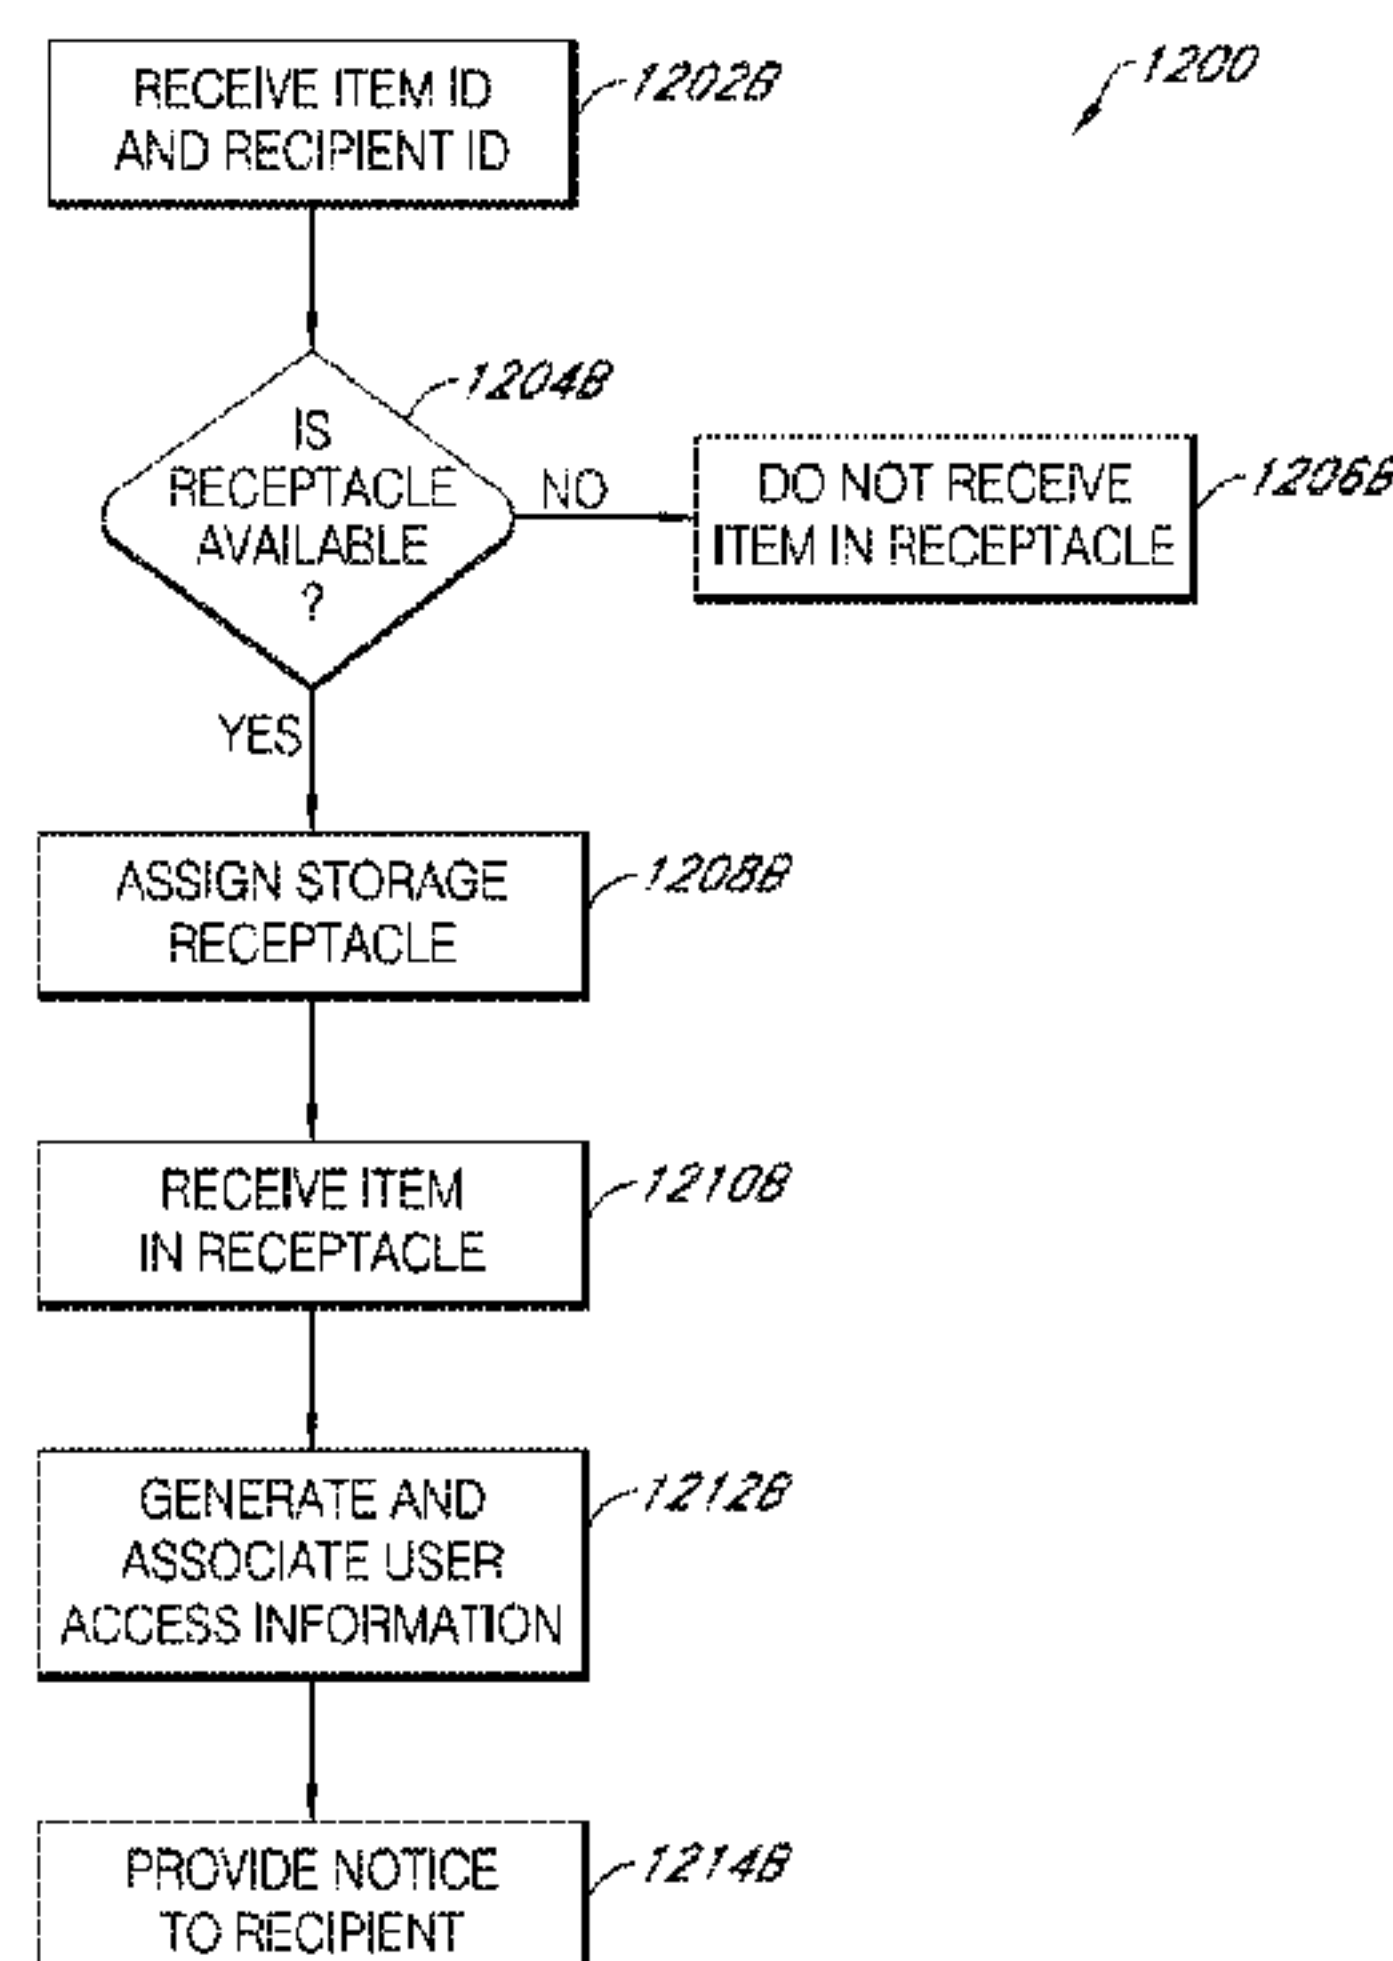 RECEIVE ITEM ID
AND RECIPIENT ID
1202B
1200
IS
RECEPTACLE
AVAILABLE
?
1204B
NO
DO NOT RECEIVE
ITEM IN RECEPTACLE
1206B
YES
ASSIGN STORAGE
RECEPTACLE
1208B
RECEIVE ITEM
IN RECEPTACLE
1210B
GENERATE AND
ASSOCIATE USER
ACCESS INFORMATION
1212B
PROVIDE NOTICE
TO RECIPIENT
1214B